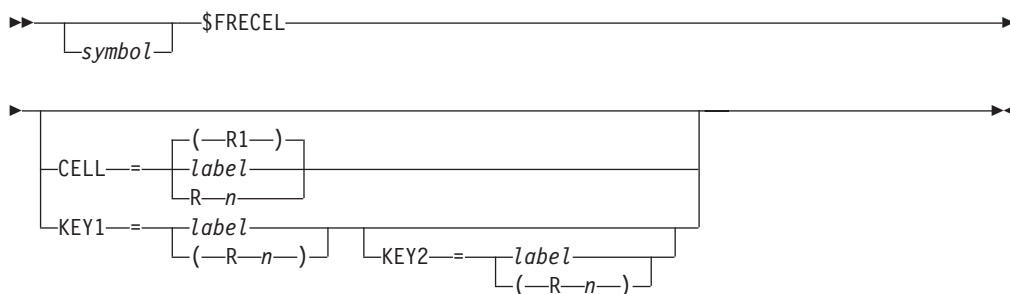 $FRECEL
symbol
( R1 )
CELL = label
R n
KEY1 = label
( R n ) KEY2 = label
( R n )